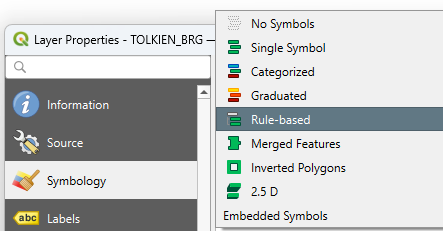 Layer Properties - TOLKIEN_BRG —
Information
Source
Symbology
abc
Labels
No Symbols
Single Symbol
Categorized
Graduated
Rule-based
Merged Features
Inverted Polygons
2.5 D
Embedded Symbols